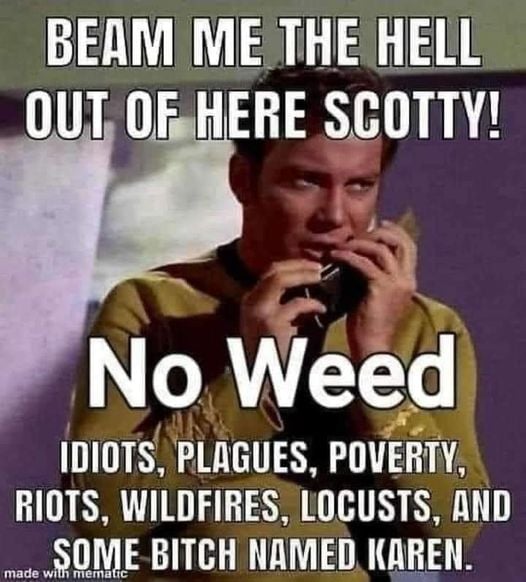 BEAM ME THE HELL
OUT OF HERE SCOTTY!
No Weed
IDIOTS, PLAGUES, POVERTY,
RIOTS, WILDFIRES, LOCUSTS, AND
SOME BITCH NAMED KAREN.
made with mematic